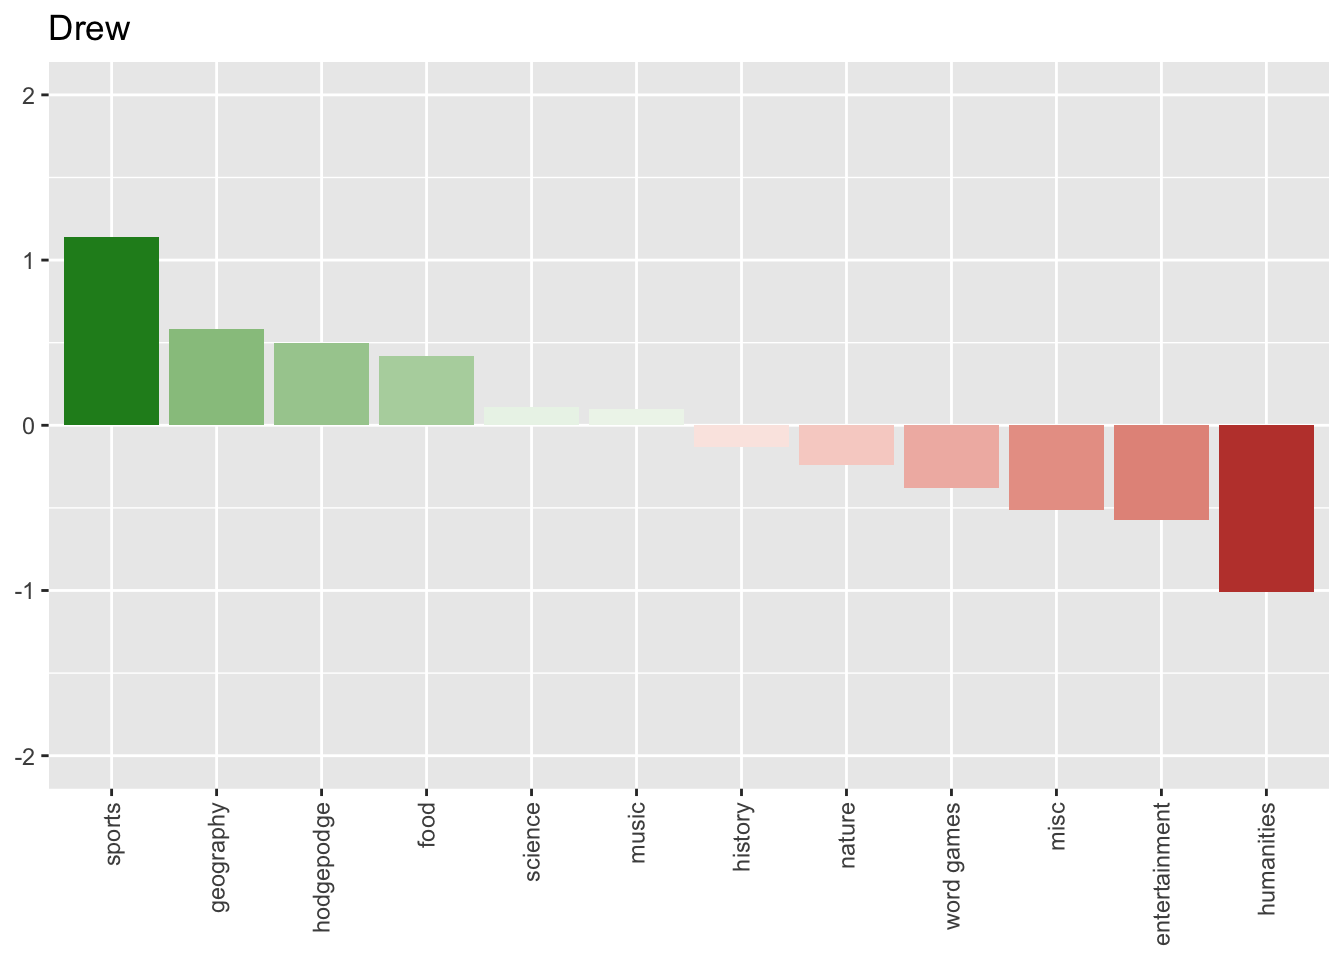 Drew
2
1
0
-1
-2
sports
geography
hodgepodge
food
science
music
history
nature
word games
misc
entertainment
humanities